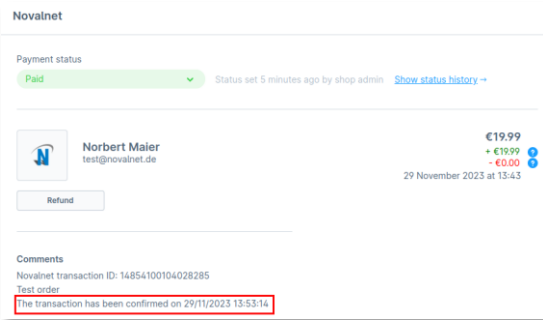 Novalnet
Payment status
Paid
Status set 5 minutes ago by shop admin Show status history →
€19.99
Norbert Maier
+ €19.99 ?
test@novalnet.de
- €0.00 ?
29 November 2023 at 13:43
N
Refund
Comments
Novalnet transaction ID: 14854100104028285
Test order
The transaction has been confirmed on 29/11/2023 13:53:14